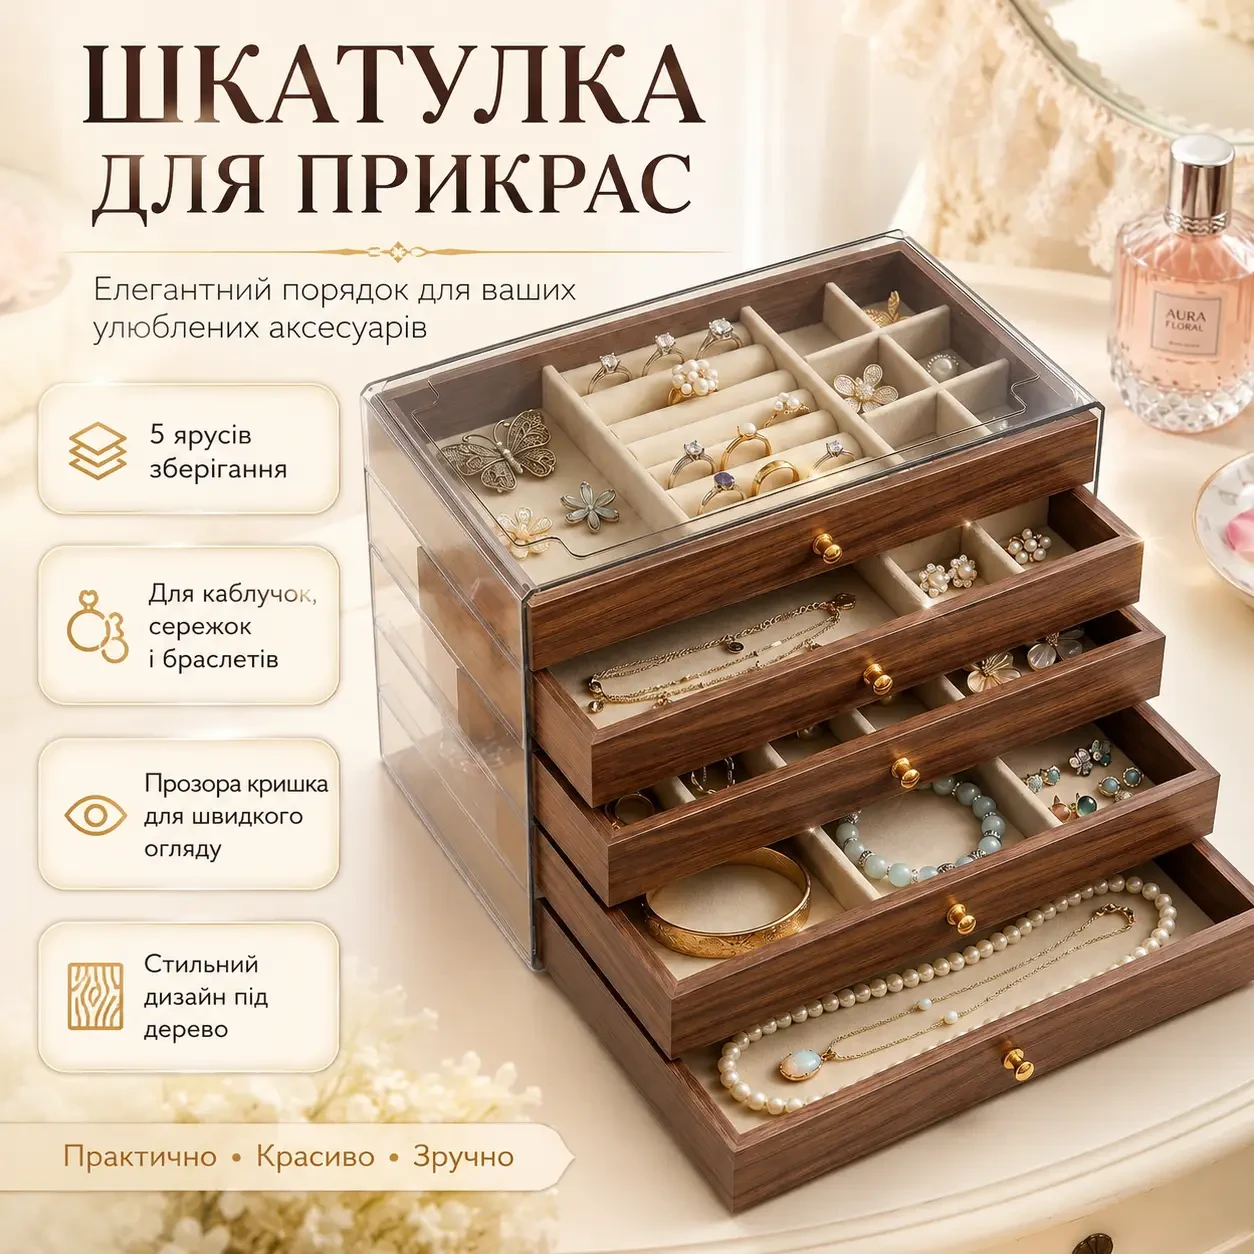 ШКАТУЛКА
ДЛЯ ПРИКРАС
Елегантний порядок для ваших
улюблених аксесуарів
5 ярусів
зберігання
Для каблучок,
сережок
і браслетів
Прозора кришка
для швидкого
огляду
Стильний
дизайн під
дерево
Практично • Красиво • Зручно
AURA
FLORAL